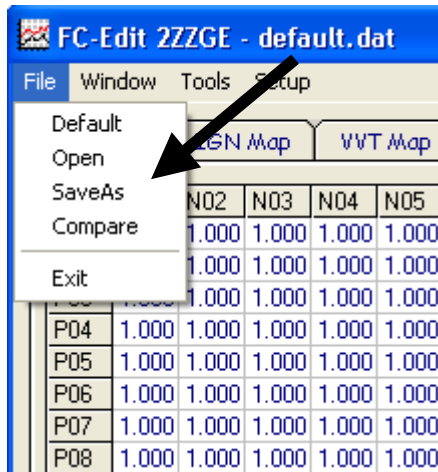 FC-Edit 2ZZGE - default.dat
File Window Tools Setup
Default
Open
SaveAs
Compare
Exit
IGN Map VVT Map
N02 N03 N04 N05
1.000 1.000 1.000 1.000
1.000 1.000 1.000 1.000
1.000 1.000 1.000 1.000
P04 1.000 1.000 1.000 1.000 1.000
P05 1.000 1.000 1.000 1.000 1.000
P06 1.000 1.000 1.000 1.000 1.000
P07 1.000 1.000 1.000 1.000 1.000
P08 1.000 1.000 1.000 1.000 1.000